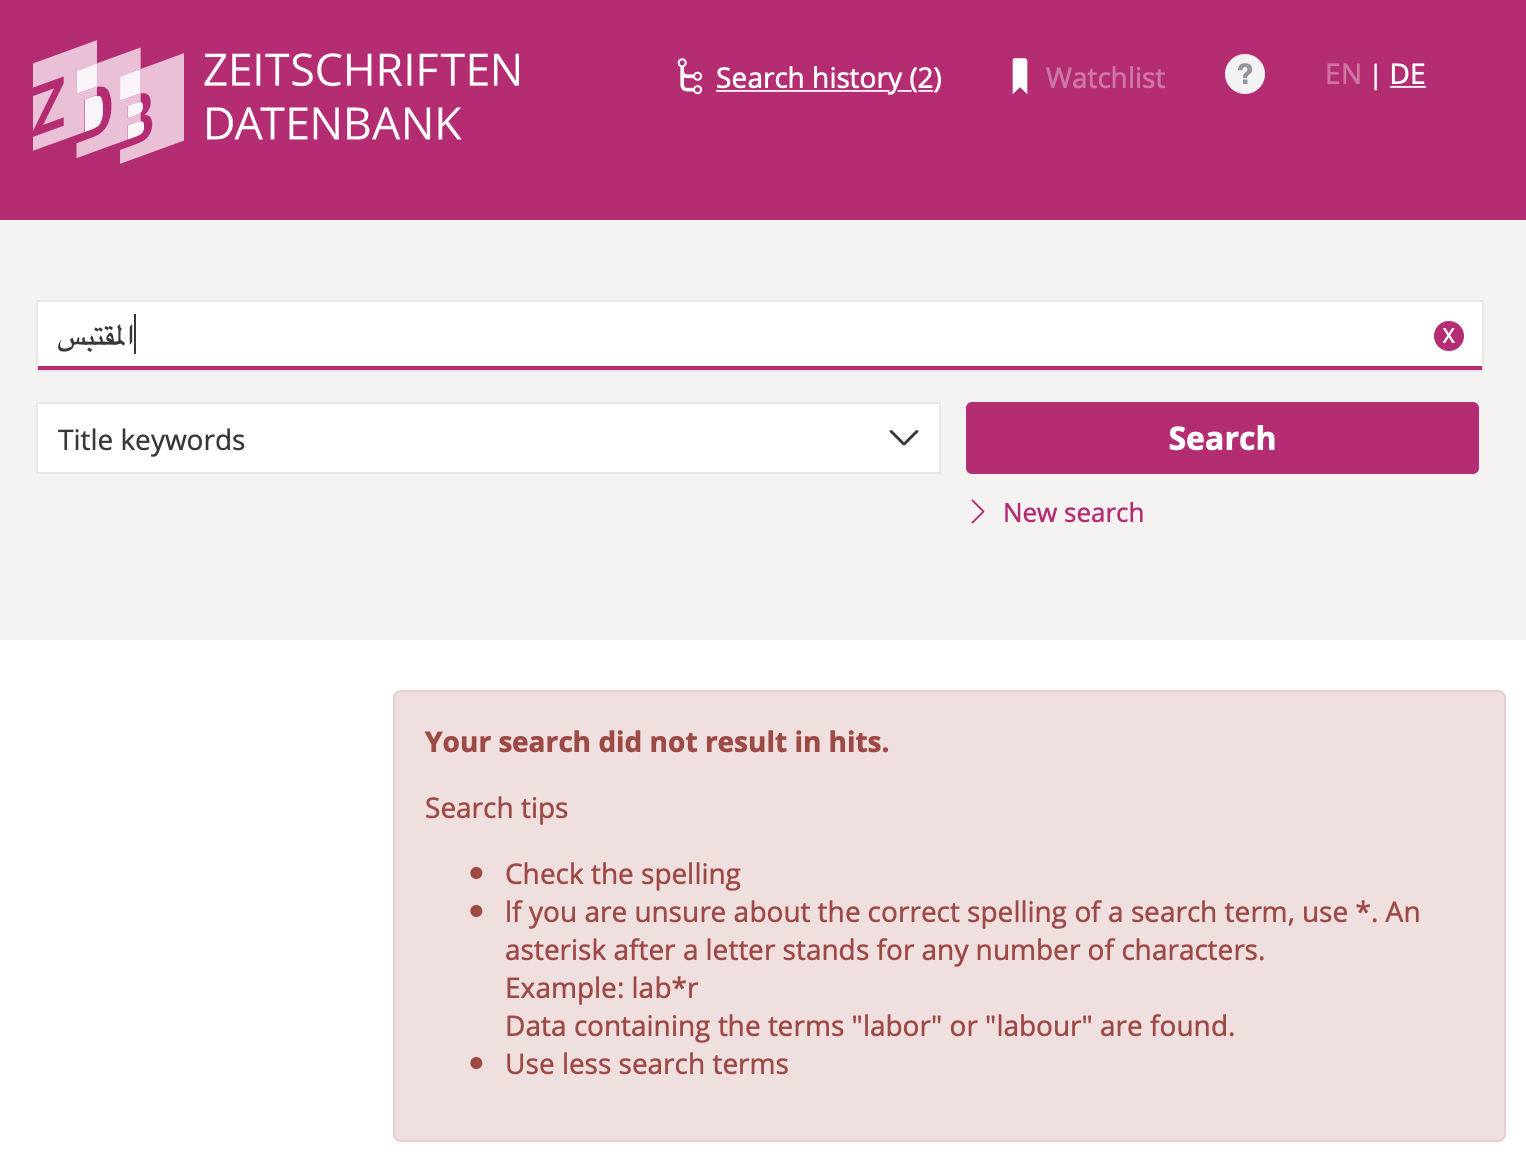 ZDB
ZEITSCHRIFTEN
DATENBANK
Search history (2)
Watchlist
?
EN | DE
المقتبس
X
Title keywords
Search
New search
Your search did not result in hits.
Search tips
Check the spelling
If you are unsure about the correct spelling of a search term, use *. An
asterisk after a letter stands for any number of characters.
Example: lab*r
Data containing the terms "labor" or "labour" are found.
Use less search terms